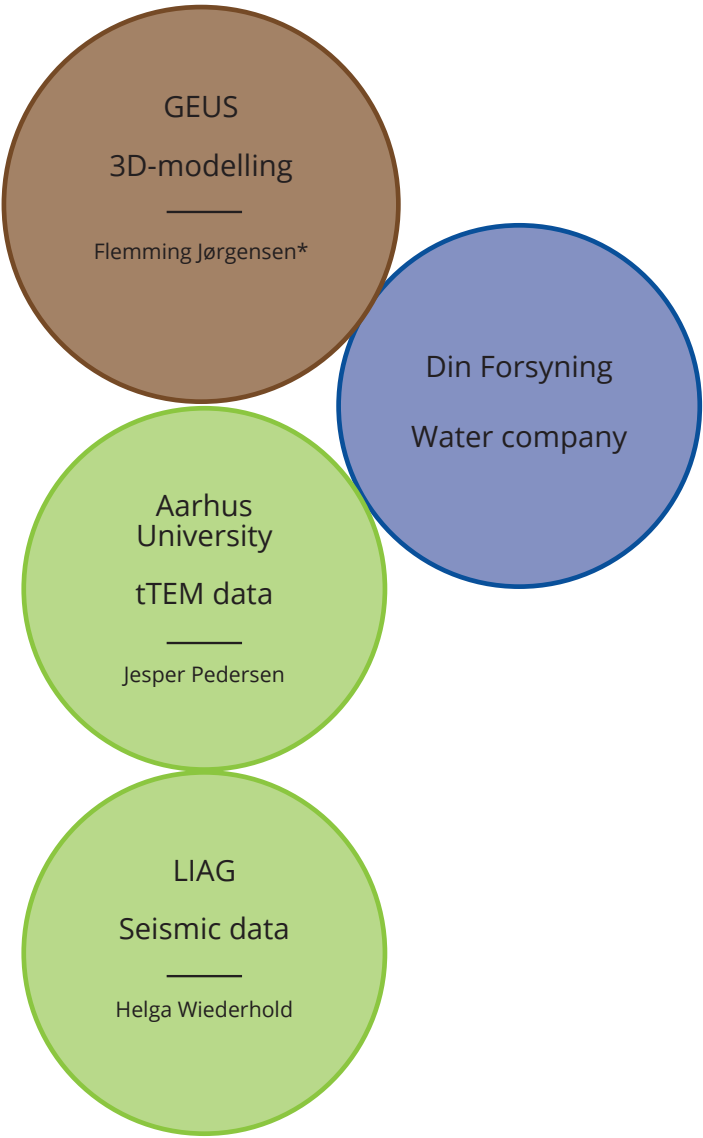 GEUS
3D-modelling
Flemming Jørgensen*
Din Forsyning
Water company
Aarhus
University
tTEM data
Jesper Pedersen
LIAG
Seismic data
Helga Wiederhold